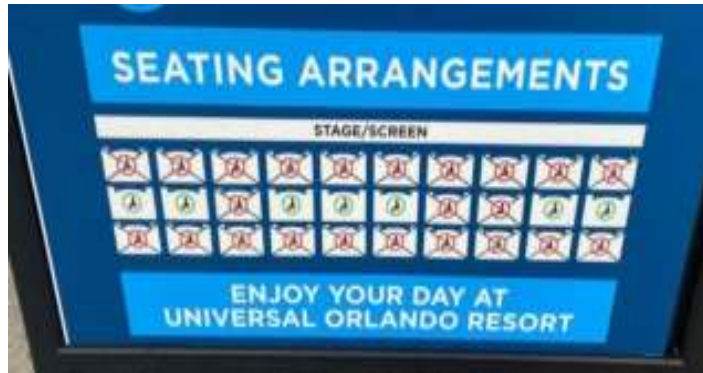 SEATING ARRANGEMENTS
STAGE/SCREEN
ENJOY YOUR DAY AT
UNIVERSAL ORLANDO RESORT